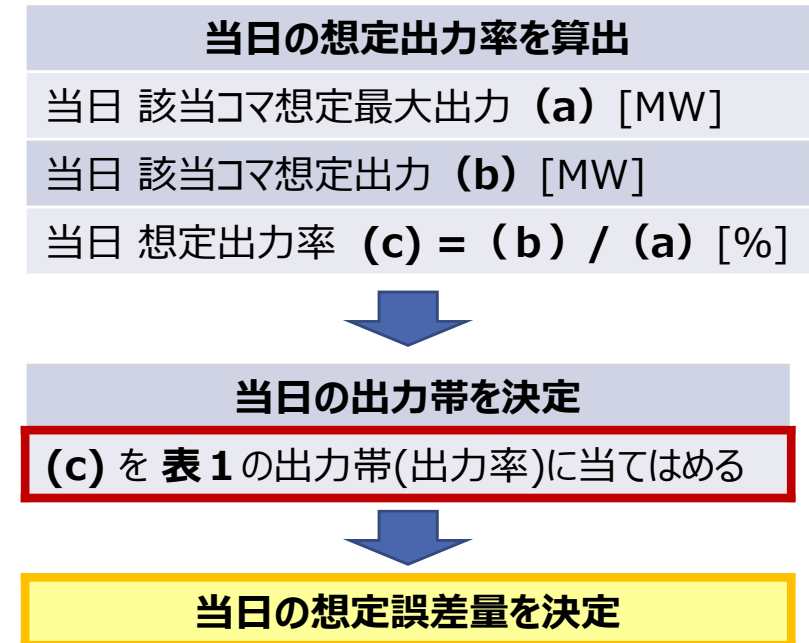 当日の想定出力率を算出
当日 該当コマ想定最大出力（a）[MW]
当日 該当コマ想定出力（b）[MW]
当日 想定出力率 (c) =（ｂ）/（a）[%]
当日の出力帯を決定
(c) を 表１の出力帯(出力率)に当てはめる
当日の想定誤差量を決定